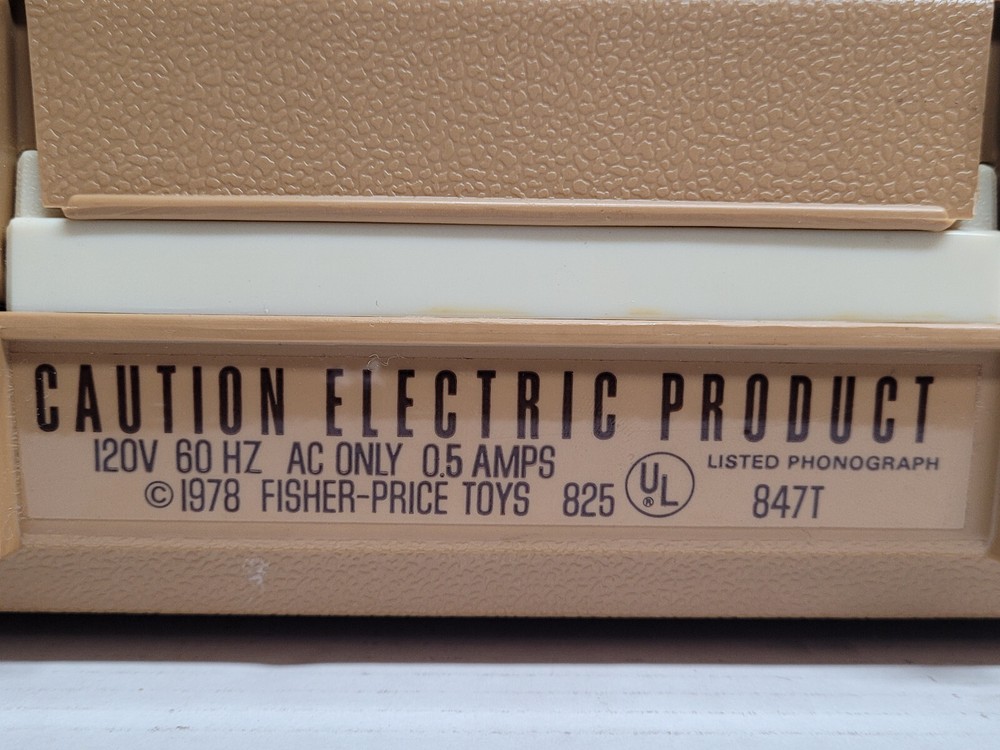 CAUTION ELECTRIC PRODUCT
120V 60 HZ AC ONLY 0.5 AMPS
© 1978 FISHER-PRICE TOYS 825
UL®
LISTED PHONOGRAPH
847T